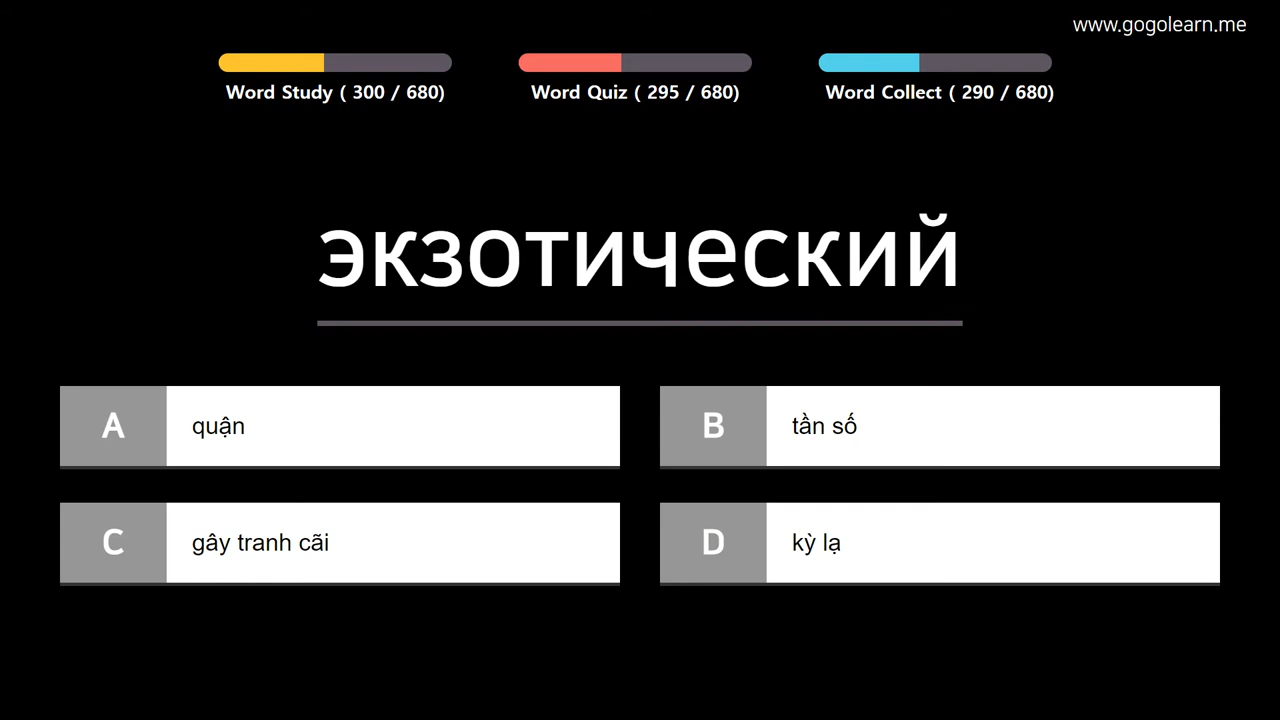 www.gogolearn.me
Word Study ( 300 / 680)
Word Quiz ( 295 / 680)
Word Collect ( 290 / 680)
экзотический
A quận
B tần số
C gây tranh cãi
D kỳ lạ